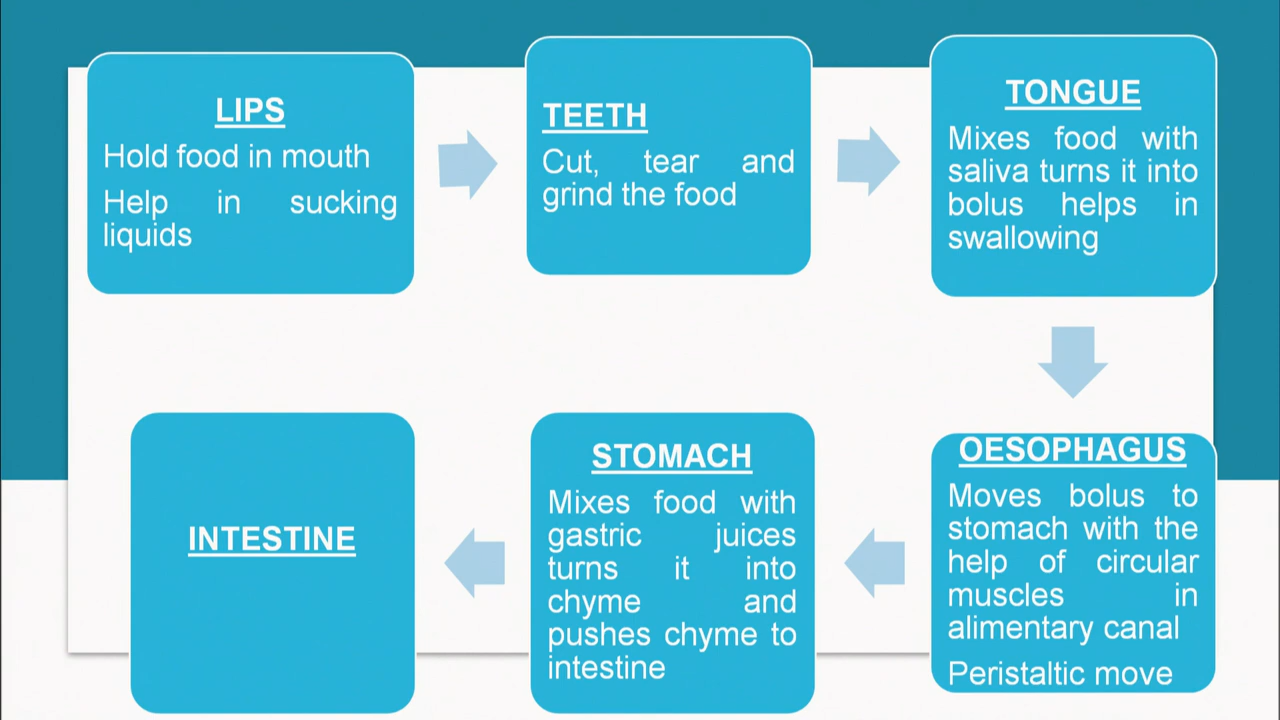 LIPS
Hold food in mouth
Help in sucking
liquids
TEETH
Cut, tear and
grind the food
TONGUE
Mixes food with
saliva turns it into
bolus helps in
swallowing
OESOPHAGUS
Moves bolus to
stomach with the
help of circular
muscles in
alimentary canal
Peristaltic move
STOMACH
Mixes food with
gastric juices
turns it into
chyme and
pushes chyme to
intestine
INTESTINE